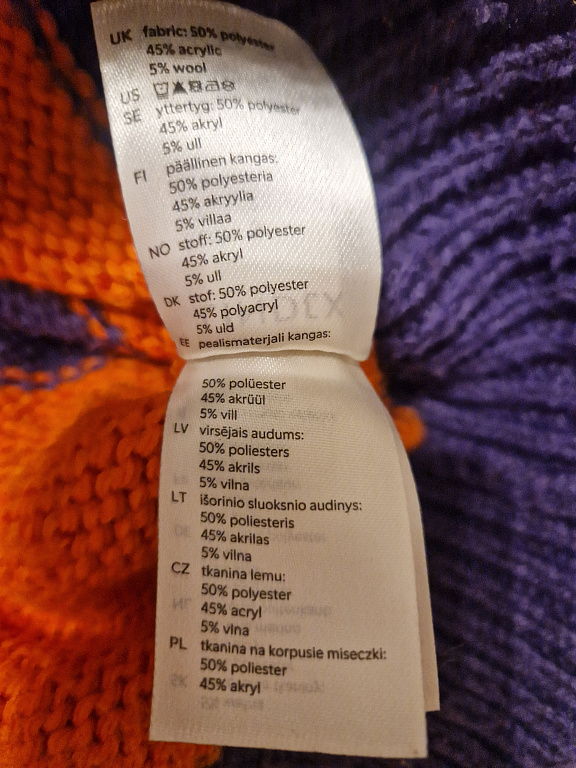 UK fabric: 50% polyester
45% acrylic
5% wool
US
SE yttertyg: 50% polyester
45% akryl
5% ull
FI päällinen kangas:
50% polyesteria
45% akryylia
5% villaa
NO stoff: 50% polyester
45% akryl
5% ull
DK stof: 50% polyester
45% polyacryl
5% uld
EE pealismaterjali kangas:
50% polüester
45% akrüül
5% vill
LV virsējais audums:
50% poliesters
45% akrils
5% vilna
LT išorinio sluoksnio audinys:
50% poliesteris
45% akrilas
5% vilna
CZ tkanina lemu:
50% polyester
45% acryl
5% vlna
PL tkanina na korpusie miseczki:
50% poliester
45% akryl